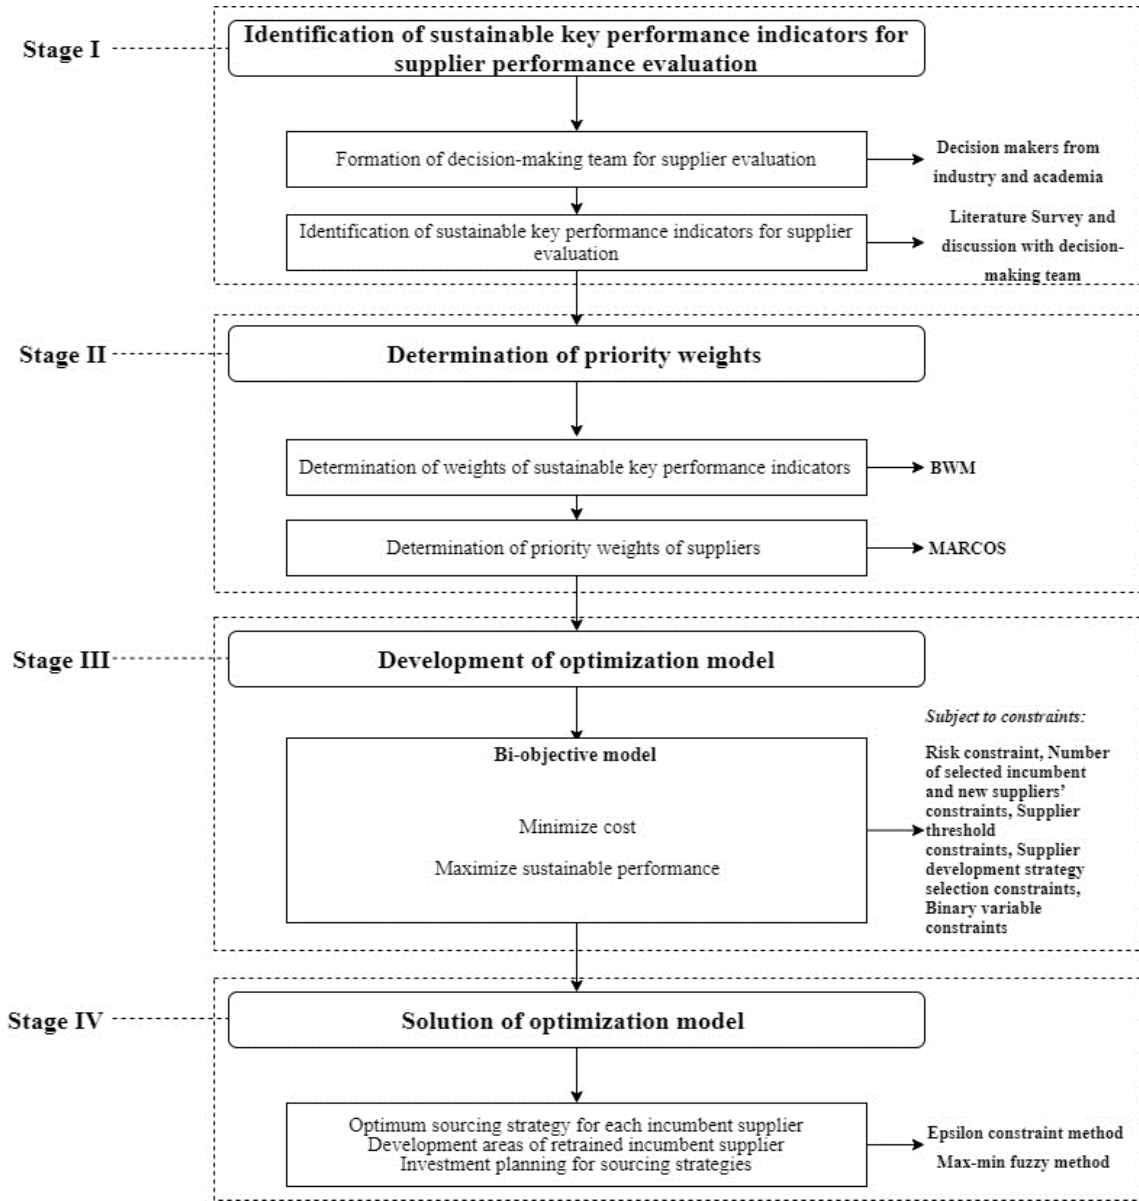 Stage I
Identification of sustainable key performance indicators for
supplier performance evaluation
Formation of decision-making team for supplier evaluation
Decision makers from
industry and academia
Identification of sustainable key performance indicators for supplier
evaluation
Literature Survey and
discussion with decision-
making team
Stage II
Determination of priority weights
Determination of weights of sustainable key performance indicators
BWM
Determination of priority weights of suppliers
MARCOS
Stage III
Development of optimization model
Bi-objective model
Minimize cost
Maximize sustainable performance
Subject to constraints:
Risk constraint, Number
of selected incumbent
and new suppliers'
constraints, Supplier
threshold
constraints, Supplier
development strategy
selection constraints,
Binary variable
constraints
Stage IV
Solution of optimization model
Optimum sourcing strategy for each incumbent supplier
Development areas of retrained incumbent supplier
Investment planning for sourcing strategies
Epsilon constraint method
Max-min fuzzy method